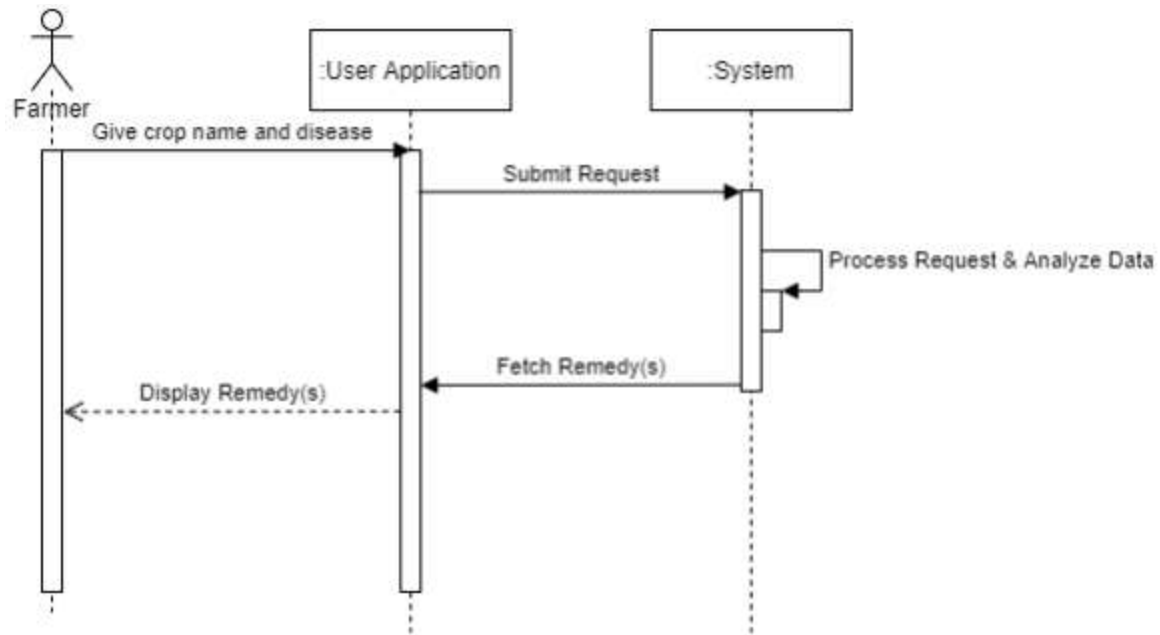 Farmer
:User Application
:System
Give crop name and disease
Submit Request
Process Request & Analyze Data
Fetch Remedy(s)
Display Remedy(s)